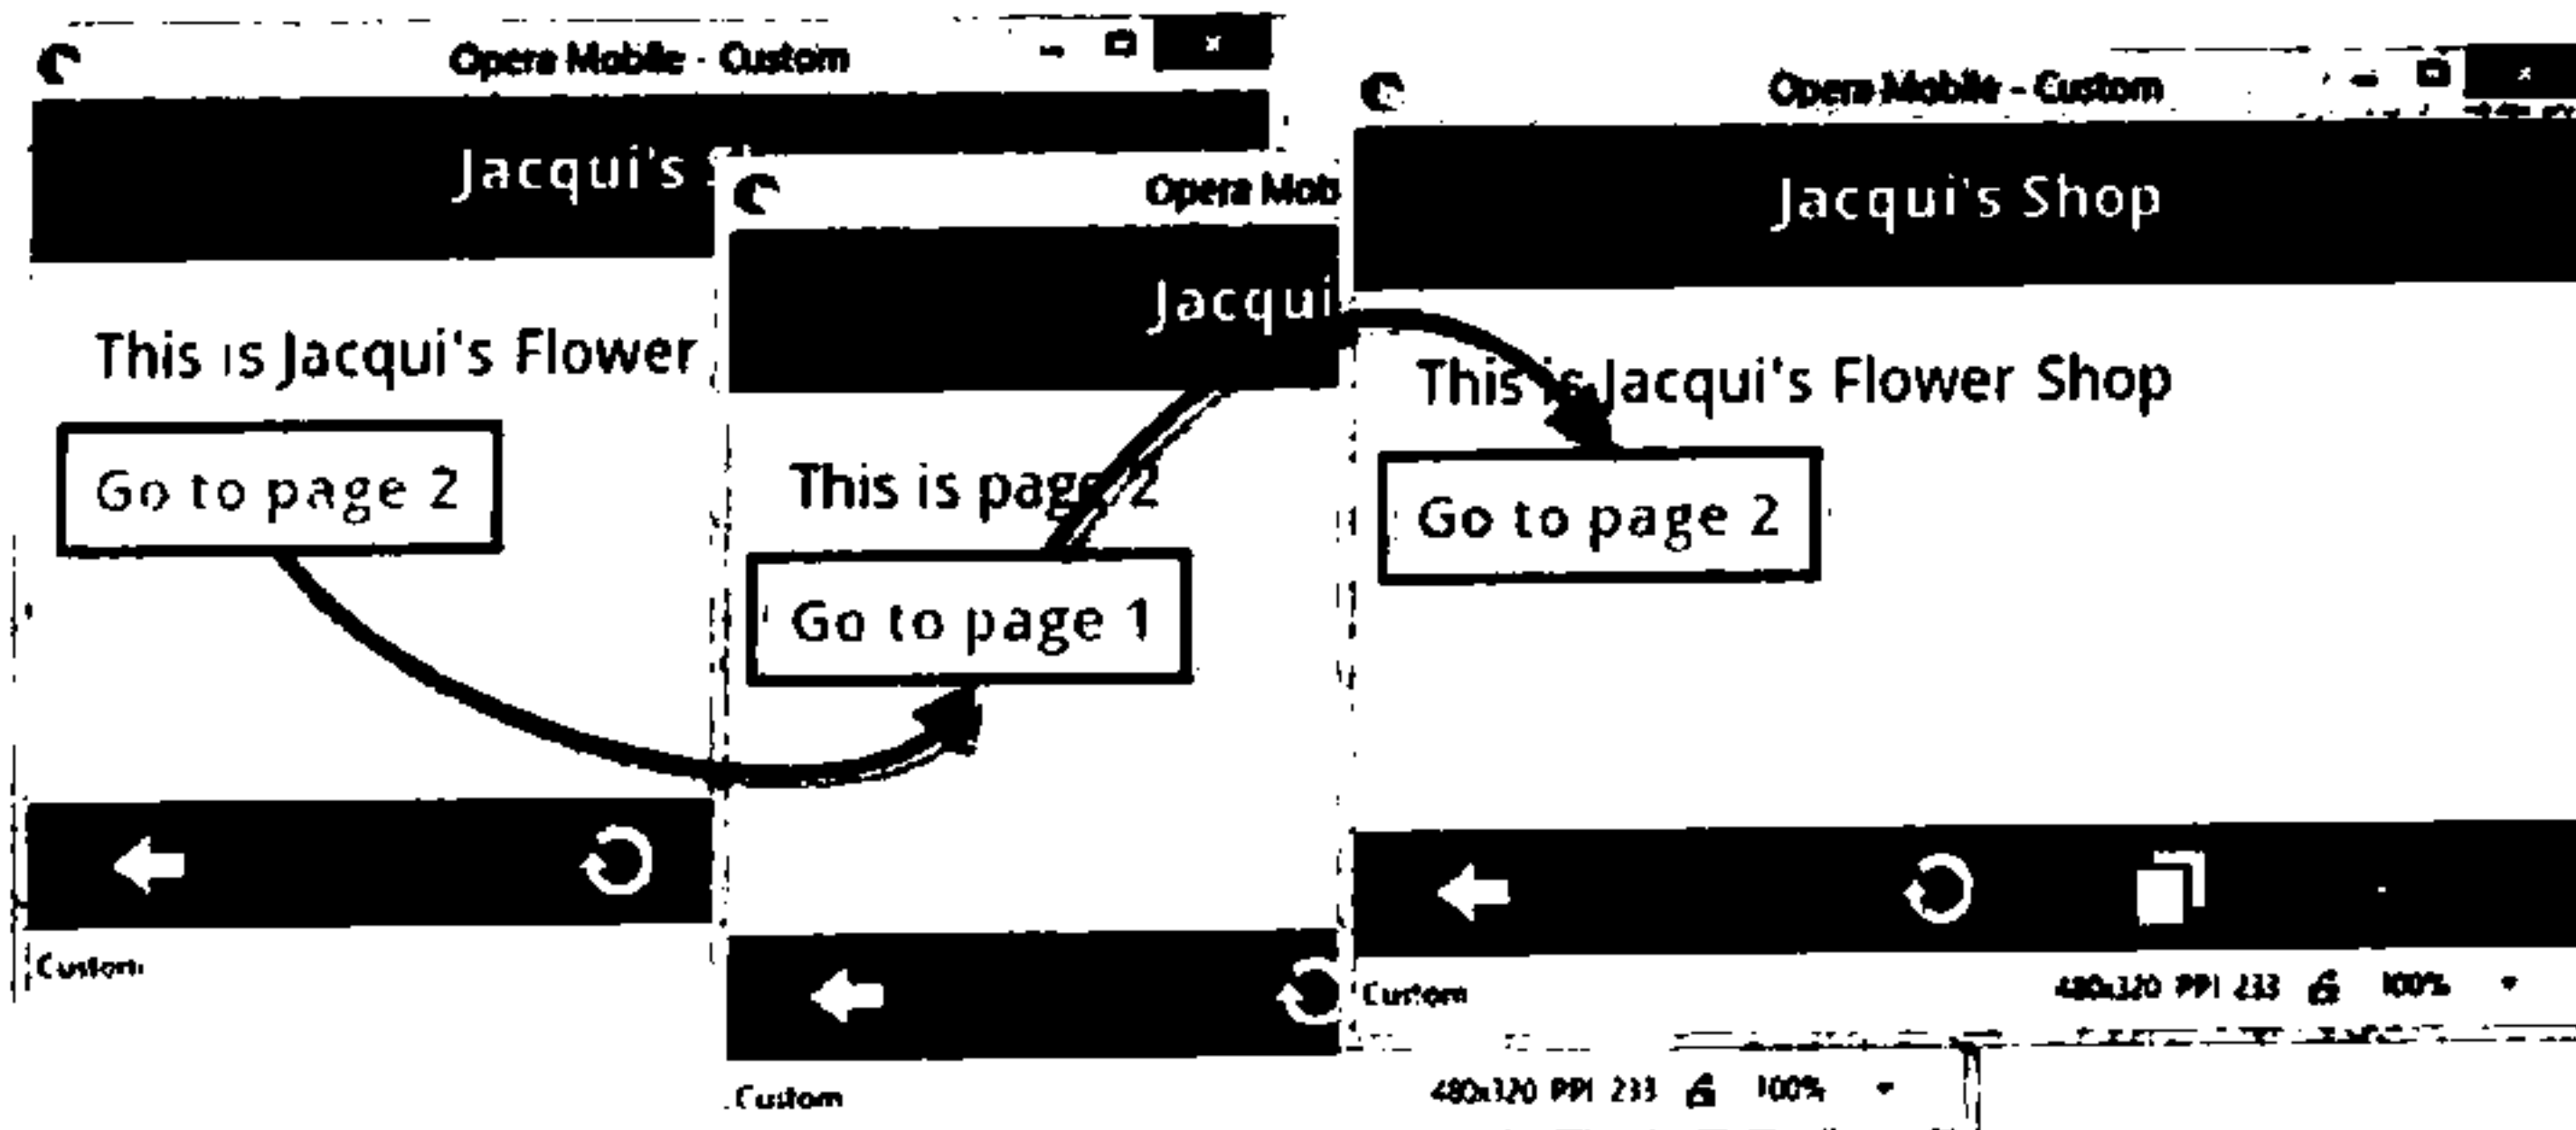 Opera Mobile - Custom
Jacqui's
This is Jacqui's Flower
Go to page 2
Custom
Opera Mob
Jacqui
This is page 2
Go to page 1
Custom
480x320 PPI 233 100%
Opera Mobile - Custom
Jacqui's Shop
This is Jacqui's Flower Shop
Go to page 2
Custom
480x320 PPI 233 100%